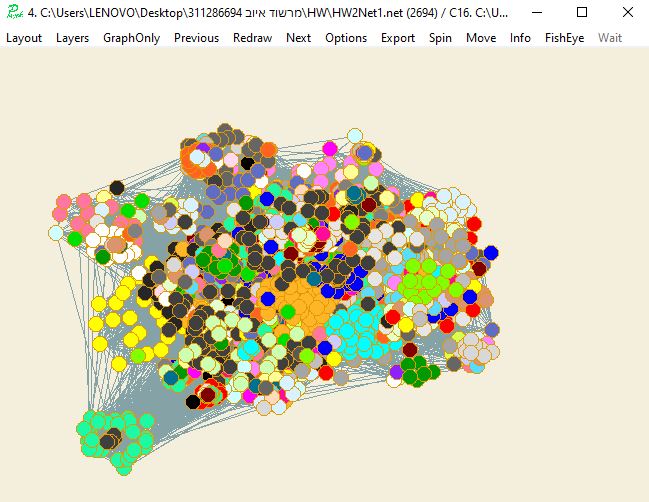 4. C:\Users\LENOVO\Desktop\311286694 מרשוד איוב\HW\HW2Net1.net (2694) / C16. C:\U...
Layout Layers GraphOnly Previous Redraw Next Options Export Spin Move Info FishEye Wait